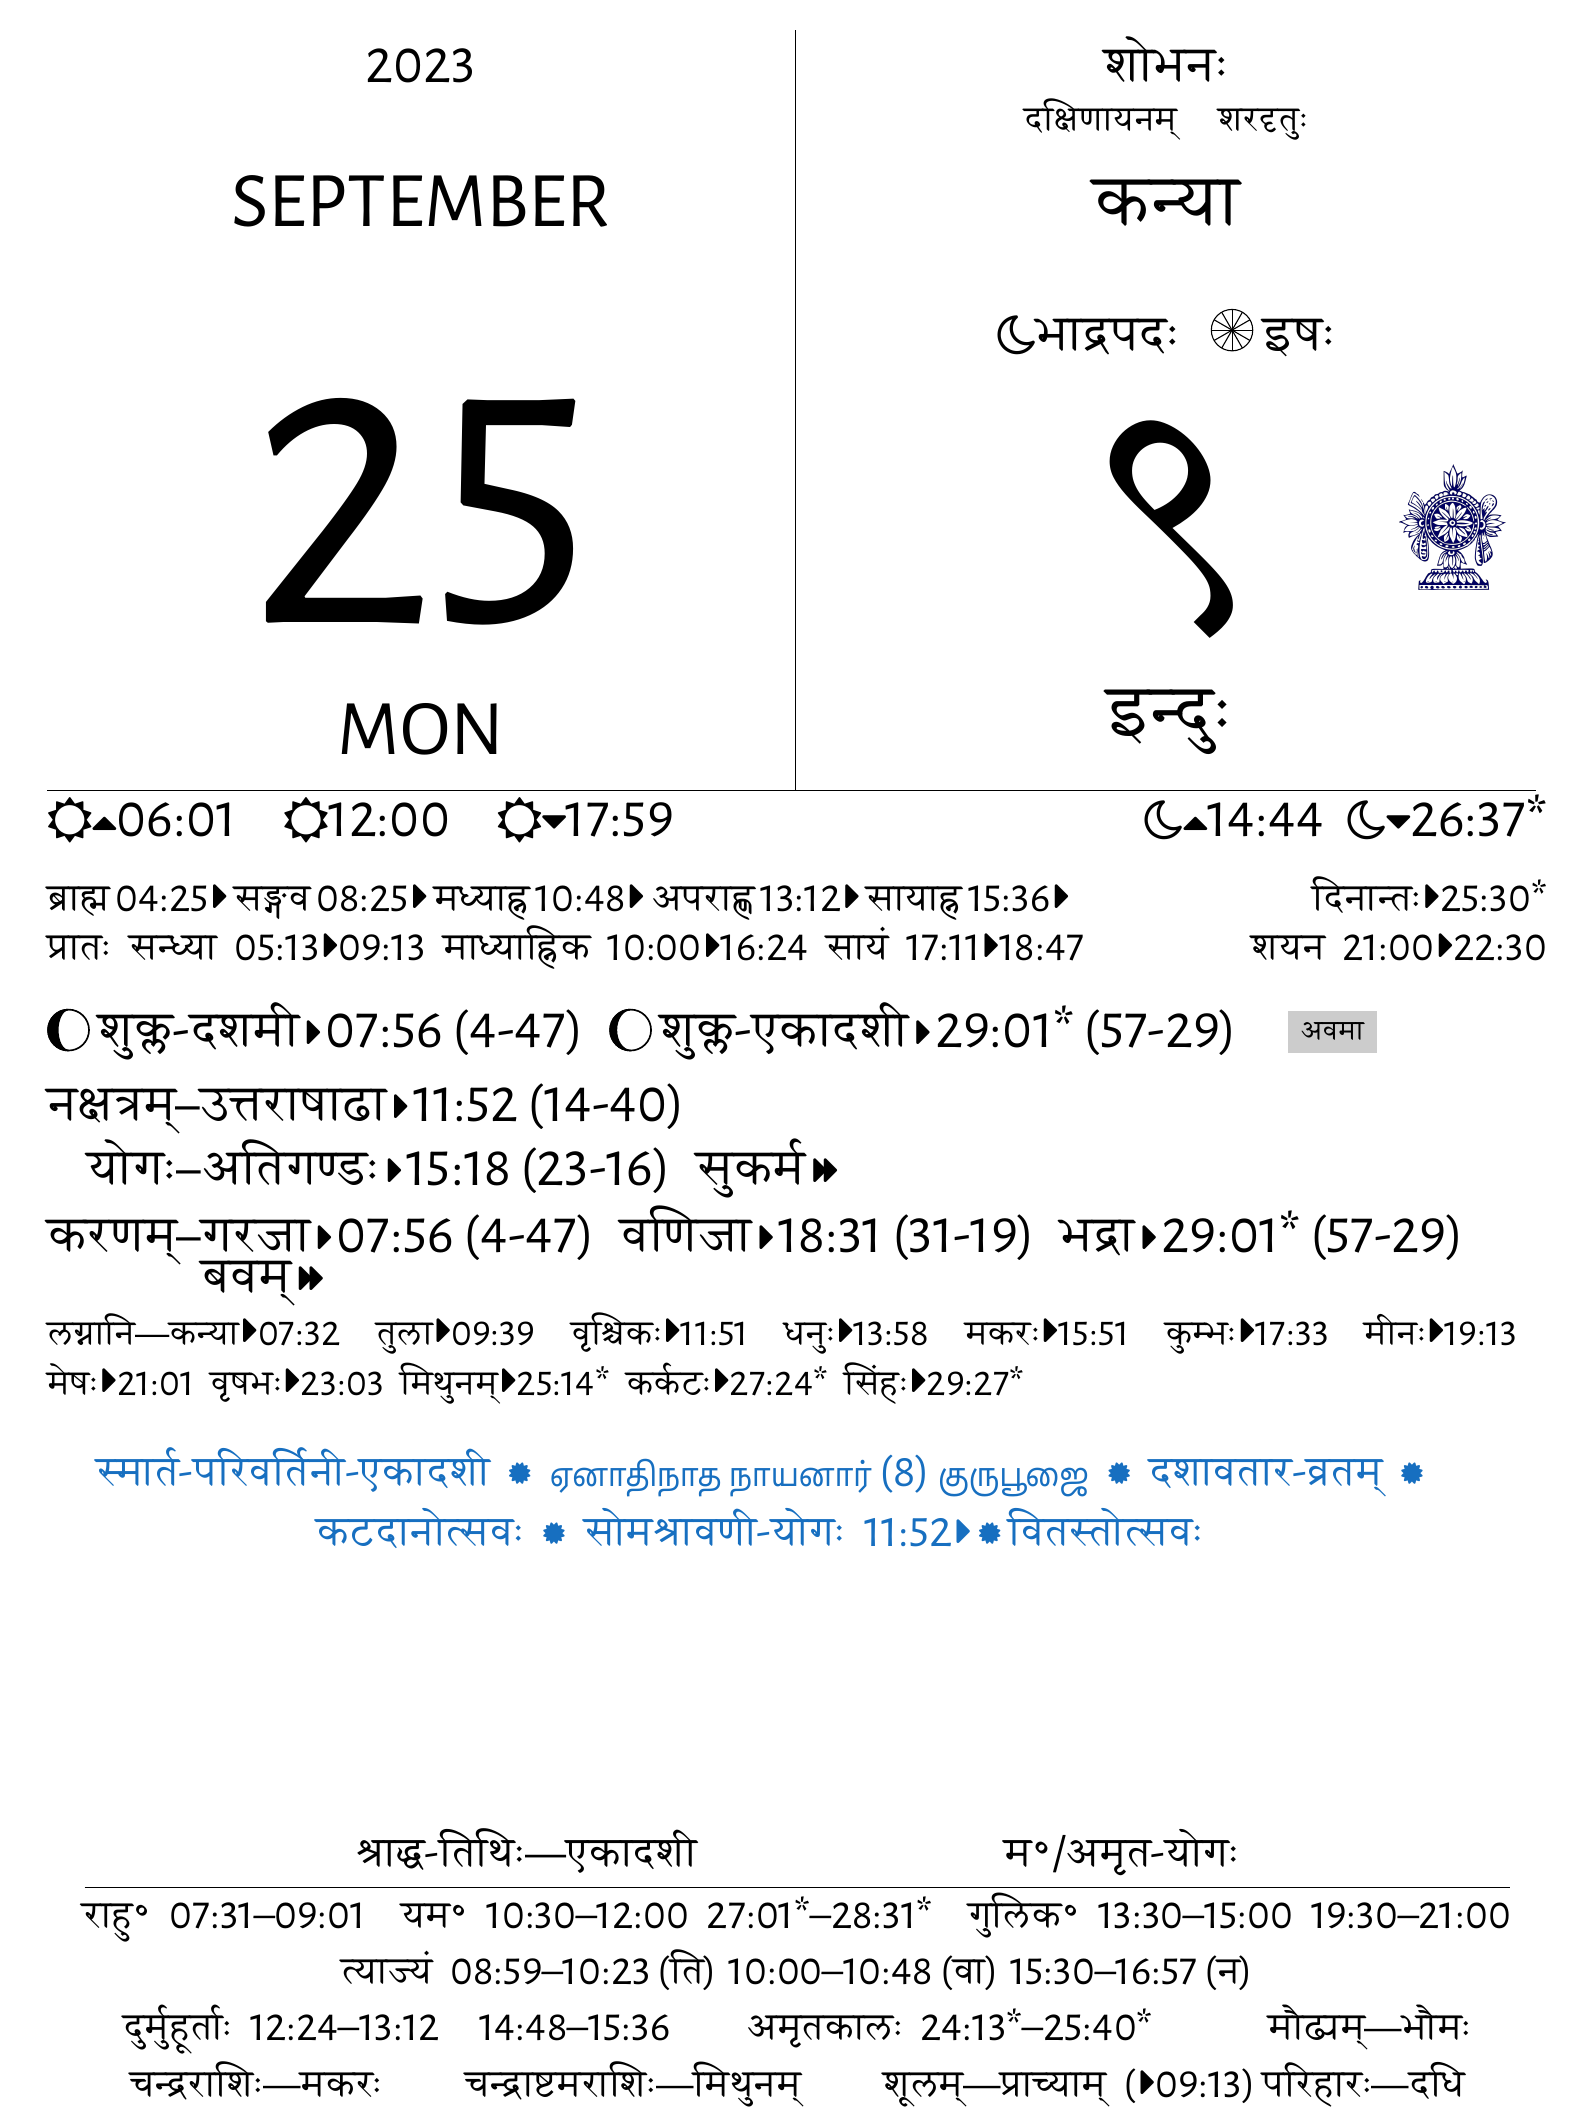 2023
SEPTEMBER
25
MON
शोभनः
दक्षिणायनम् शरदृतुः
कन्या
भाद्रपदः इषः
९
इन्दुः
06:01 12:00 17:59 14:44 26:37*
ब्राह्म 04:25 सङ्गव 08:25 मध्याह्न 10:48 अपराह्ण 13:12 सायाह्न 15:36 दिनान्तः 25:30*
प्रातः सन्ध्या 05:13 09:13 माध्याह्निक 10:00 16:24 सायं 17:11 18:47 शयन 21:00 22:30
शुक्ल-दशमी 07:56 (4-47) शुक्ल-एकादशी 29:01* (57-29) अवमा
नक्षत्रम्–उत्तराषाढा 11:52 (14-40)
योगः–अतिगण्डः 15:18 (23-16) सुकर्म
करणम्–गरजा 07:56 (4-47) वणिजा 18:31 (31-19) भद्रा 29:01* (57-29)
बवम्
लग्नानि—कन्या 07:32 तुला 09:39 वृश्चिकः 11:51 धनुः 13:58 मकरः 15:51 कुम्भः 17:33 मीनः 19:13
मेषः 21:01 वृषभः 23:03 मिथुनम् 25:14* कर्कटः 27:24* सिंहः 29:27*
स्मार्त-परिवर्तिनी-एकादशी ஏனாதிநாத நாயனார் (8) குருபூஜை दशावतार-व्रतम्
कटदानोत्सवः सोमश्रावणी-योगः 11:52 वितस्तोत्सवः
श्राद्ध-तिथिः—एकादशी म॰/अमृत-योगः
राहु॰ 07:31–09:01 यम॰ 10:30–12:00 27:01*–28:31* गुलिक॰ 13:30–15:00 19:30–21:00
त्याज्यं 08:59–10:23 (ति) 10:00–10:48 (वा) 15:30–16:57 (न)
दुर्मुहूर्ताः 12:24–13:12 14:48–15:36 अमृतकालः 24:13*–25:40* मौढ्यम्—भौमः
चन्द्रराशिः—मकरः चन्द्राष्टमराशिः—मिथुनम् शूलम्—प्राच्याम् (09:13) परिहारः—दधि